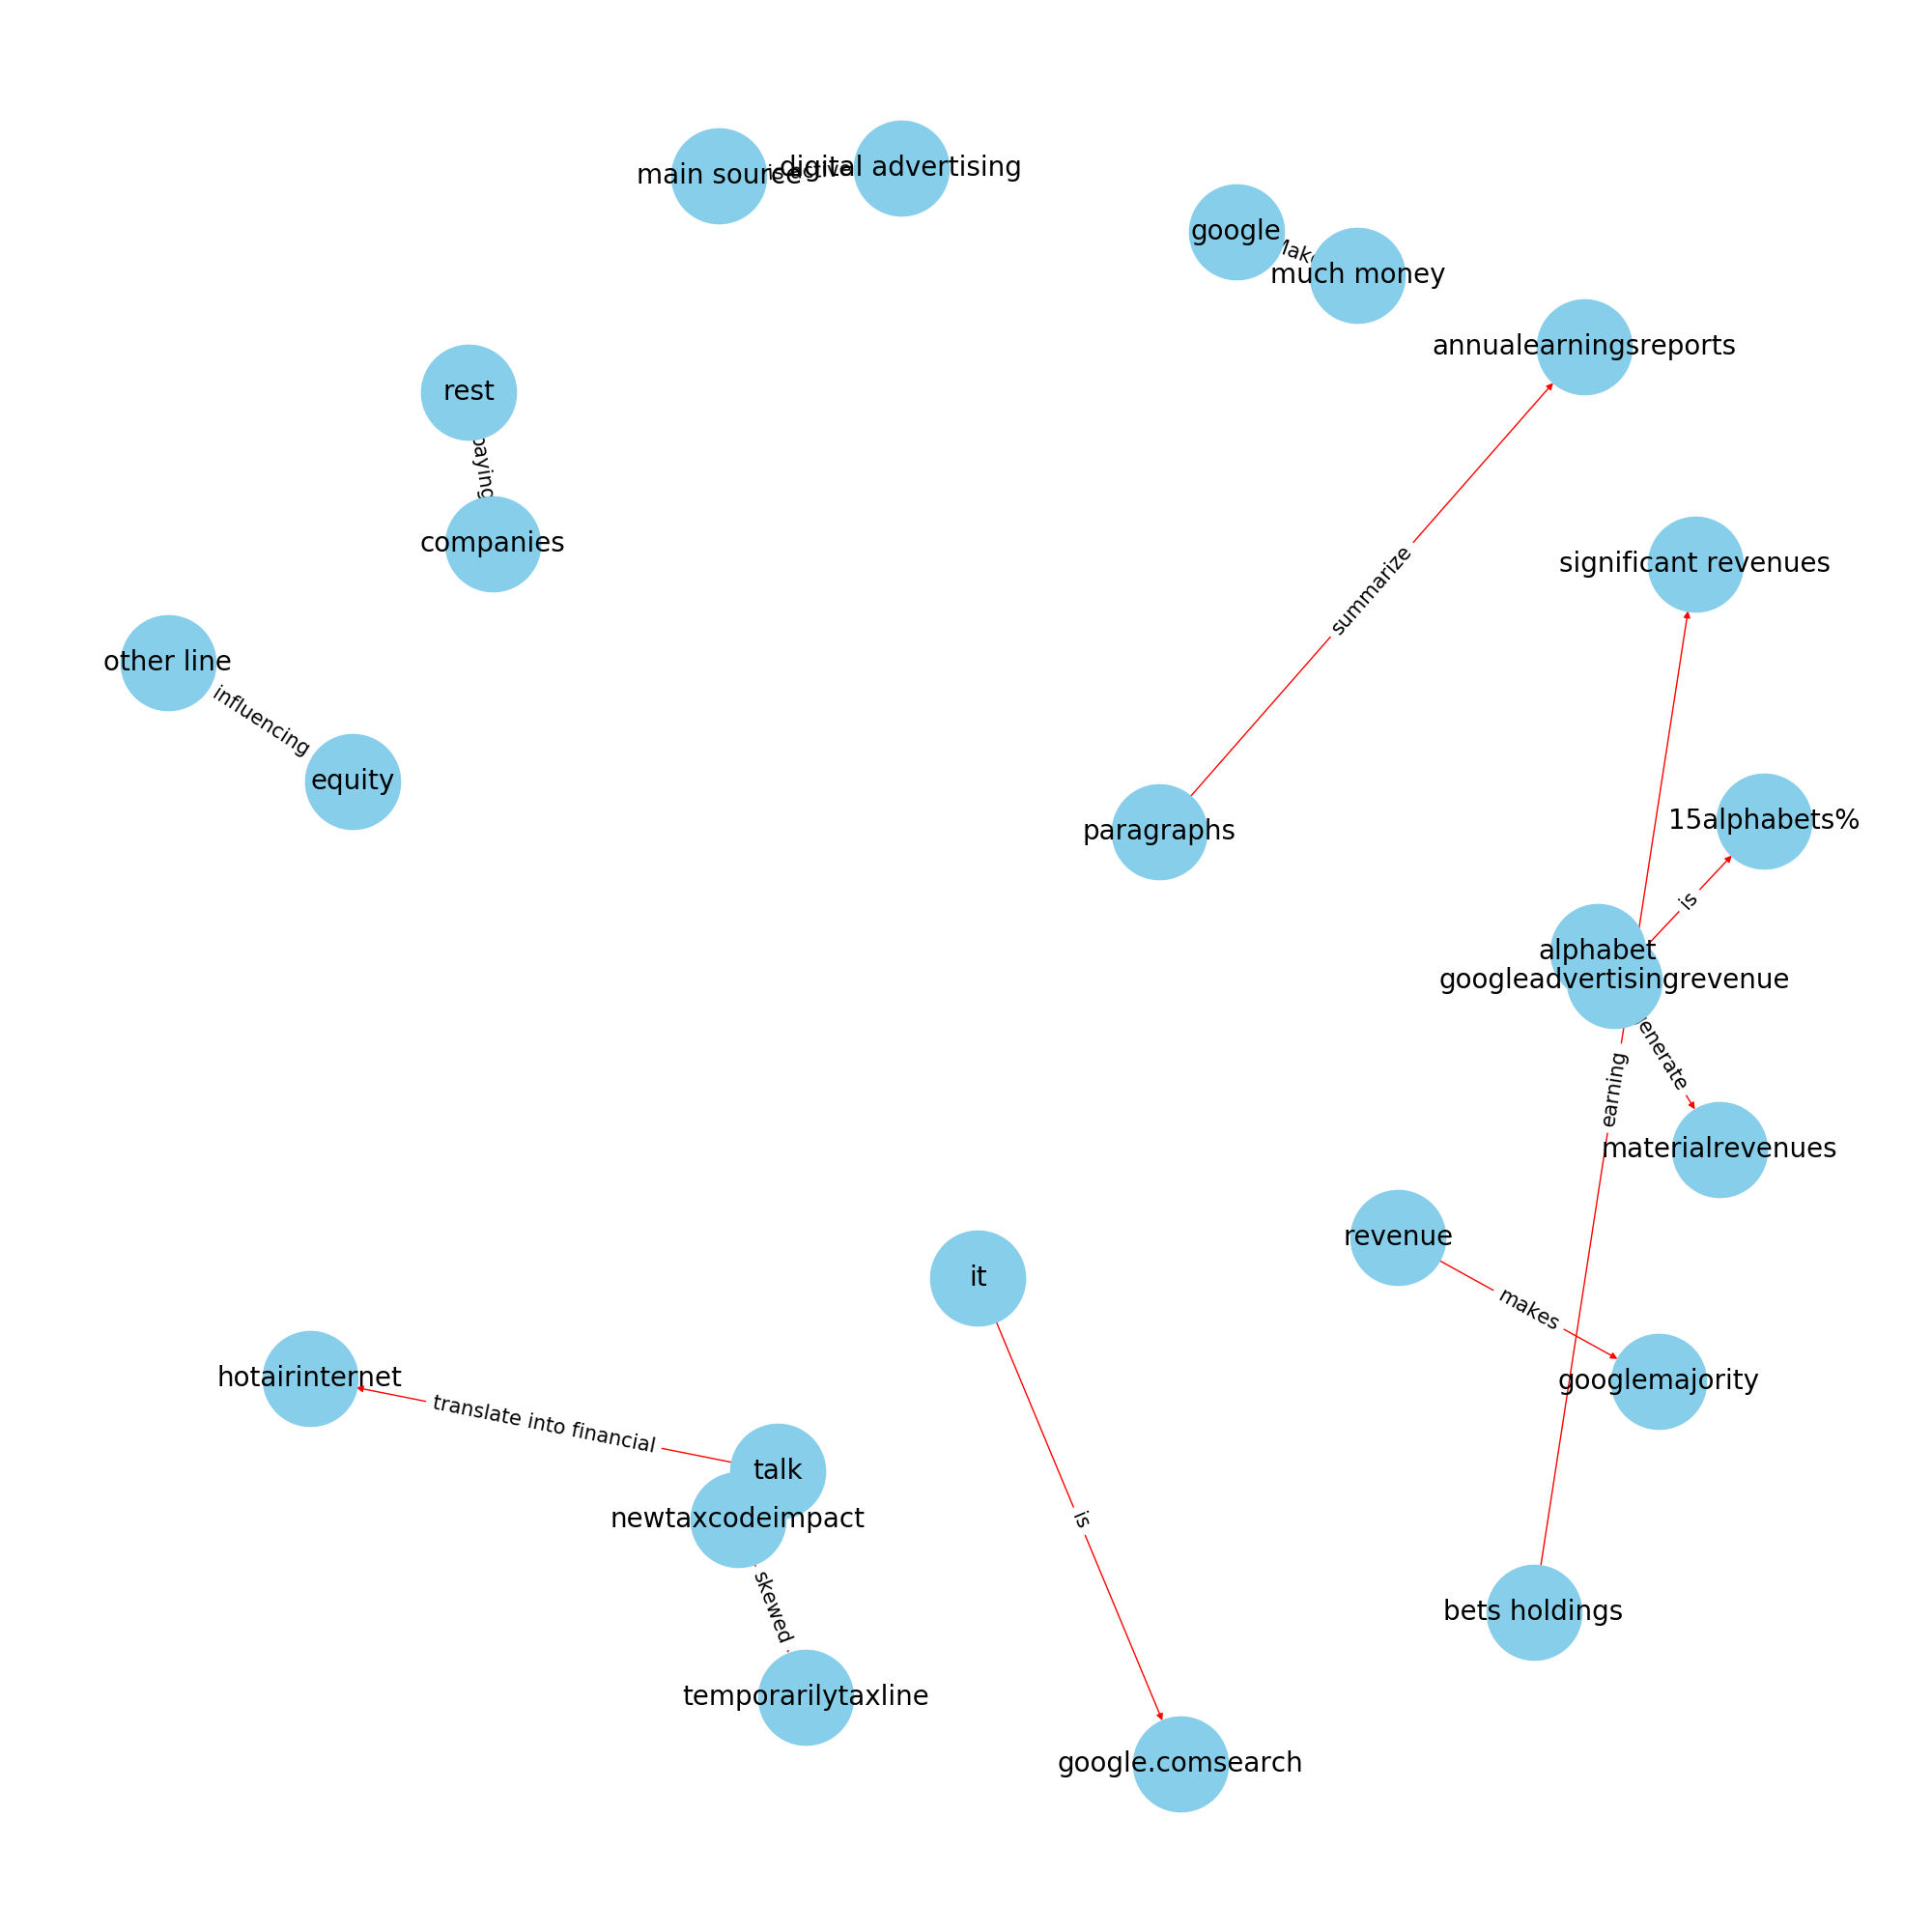 digital advertising
main source
google
much money
annualearningsreports
rest
paying
companies
summarize
significant revenues
other line
influencing
equity
15alphabets%
paragraphs
is
alphabet
googleadvertisingrevenue
earning
materialrevenues
revenue
it
makes
hotairinternet
googlemajority
translate into financial
talk
newtaxcodeimpact
is
skewed
bets holdings
temporarilytaxline
google.comsearch